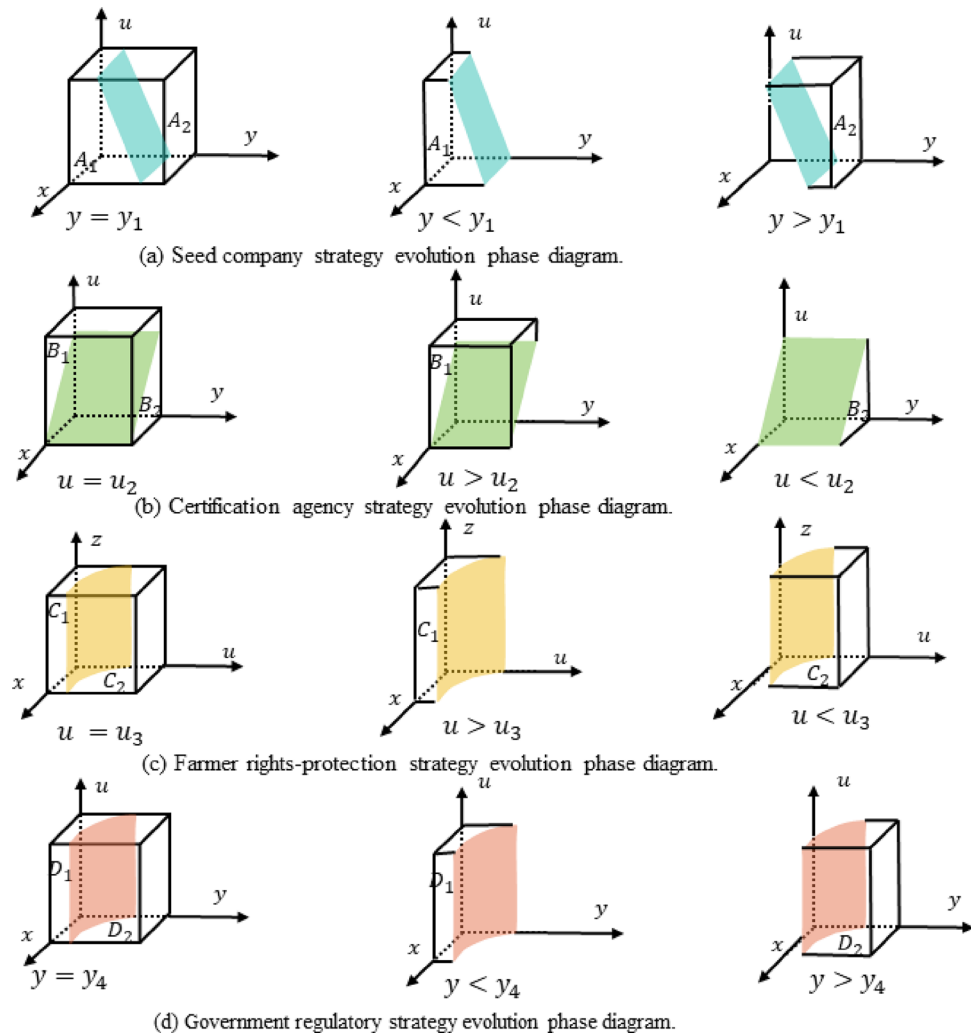 u u u
A₁ A₂ y A₁ y A₂ y
x x x
y = y₁ y < y₁ y > y₁
(a) Seed company strategy evolution phase diagram.
u u u
B₁ B₂ y B₁ y B₂ y
x x x
u = u₂ u > u₂ u < u₂
(b) Certification agency strategy evolution phase diagram.
z z z
C₁ C₂ u C₁ u C₂ u
x x x
u = u₃ u > u₃ u < u₃
(c) Farmer rights-protection strategy evolution phase diagram.
u u u
D₁ D₂ y D₁ y D₂ y
x x x
y = y₄ y < y₄ y > y₄
(d) Government regulatory strategy evolution phase diagram.